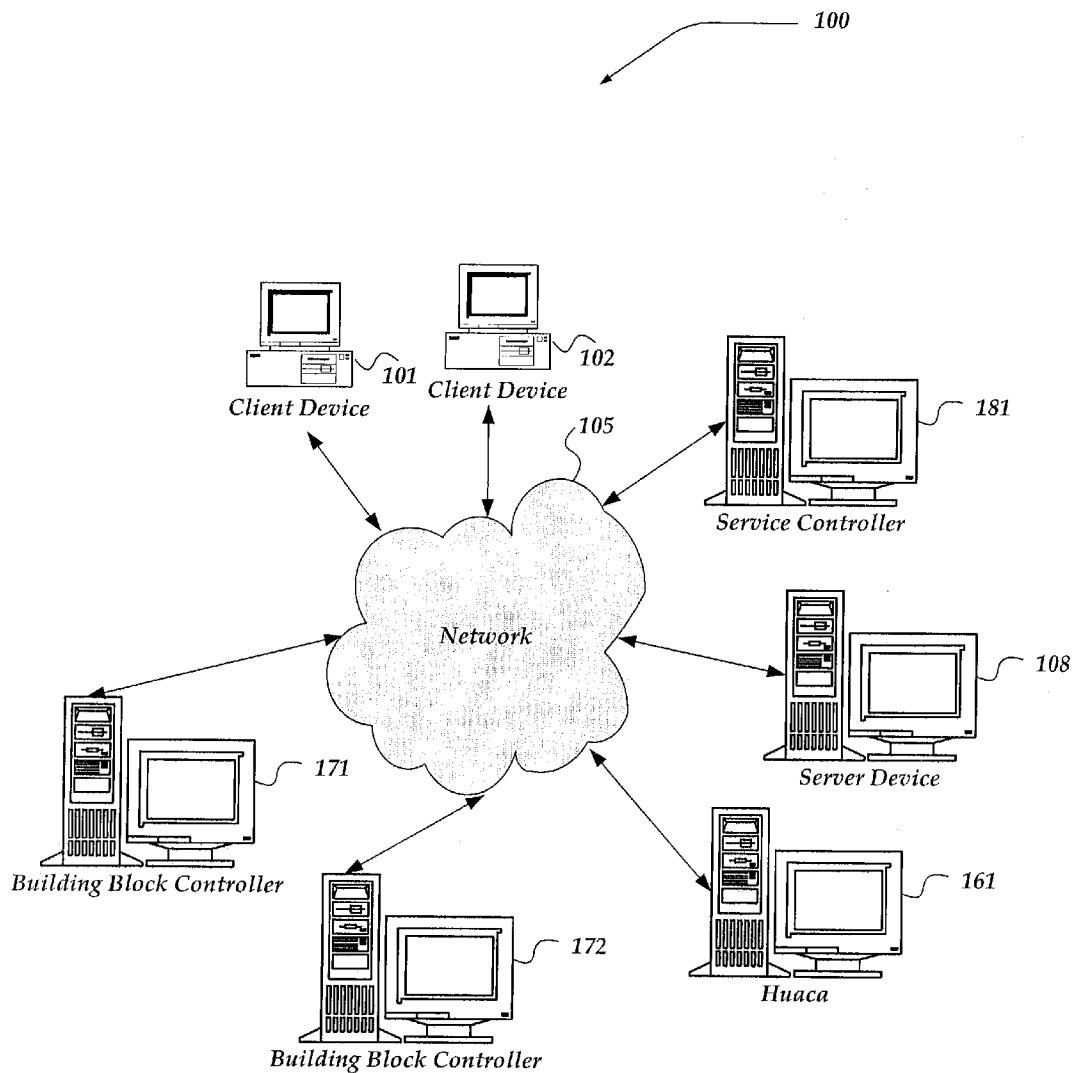 100
101
Client Device
102
Client Device
105
181
Service Controller
Network
108
Server Device
171
Building Block Controller
161
Huaca
172
Building Block Controller